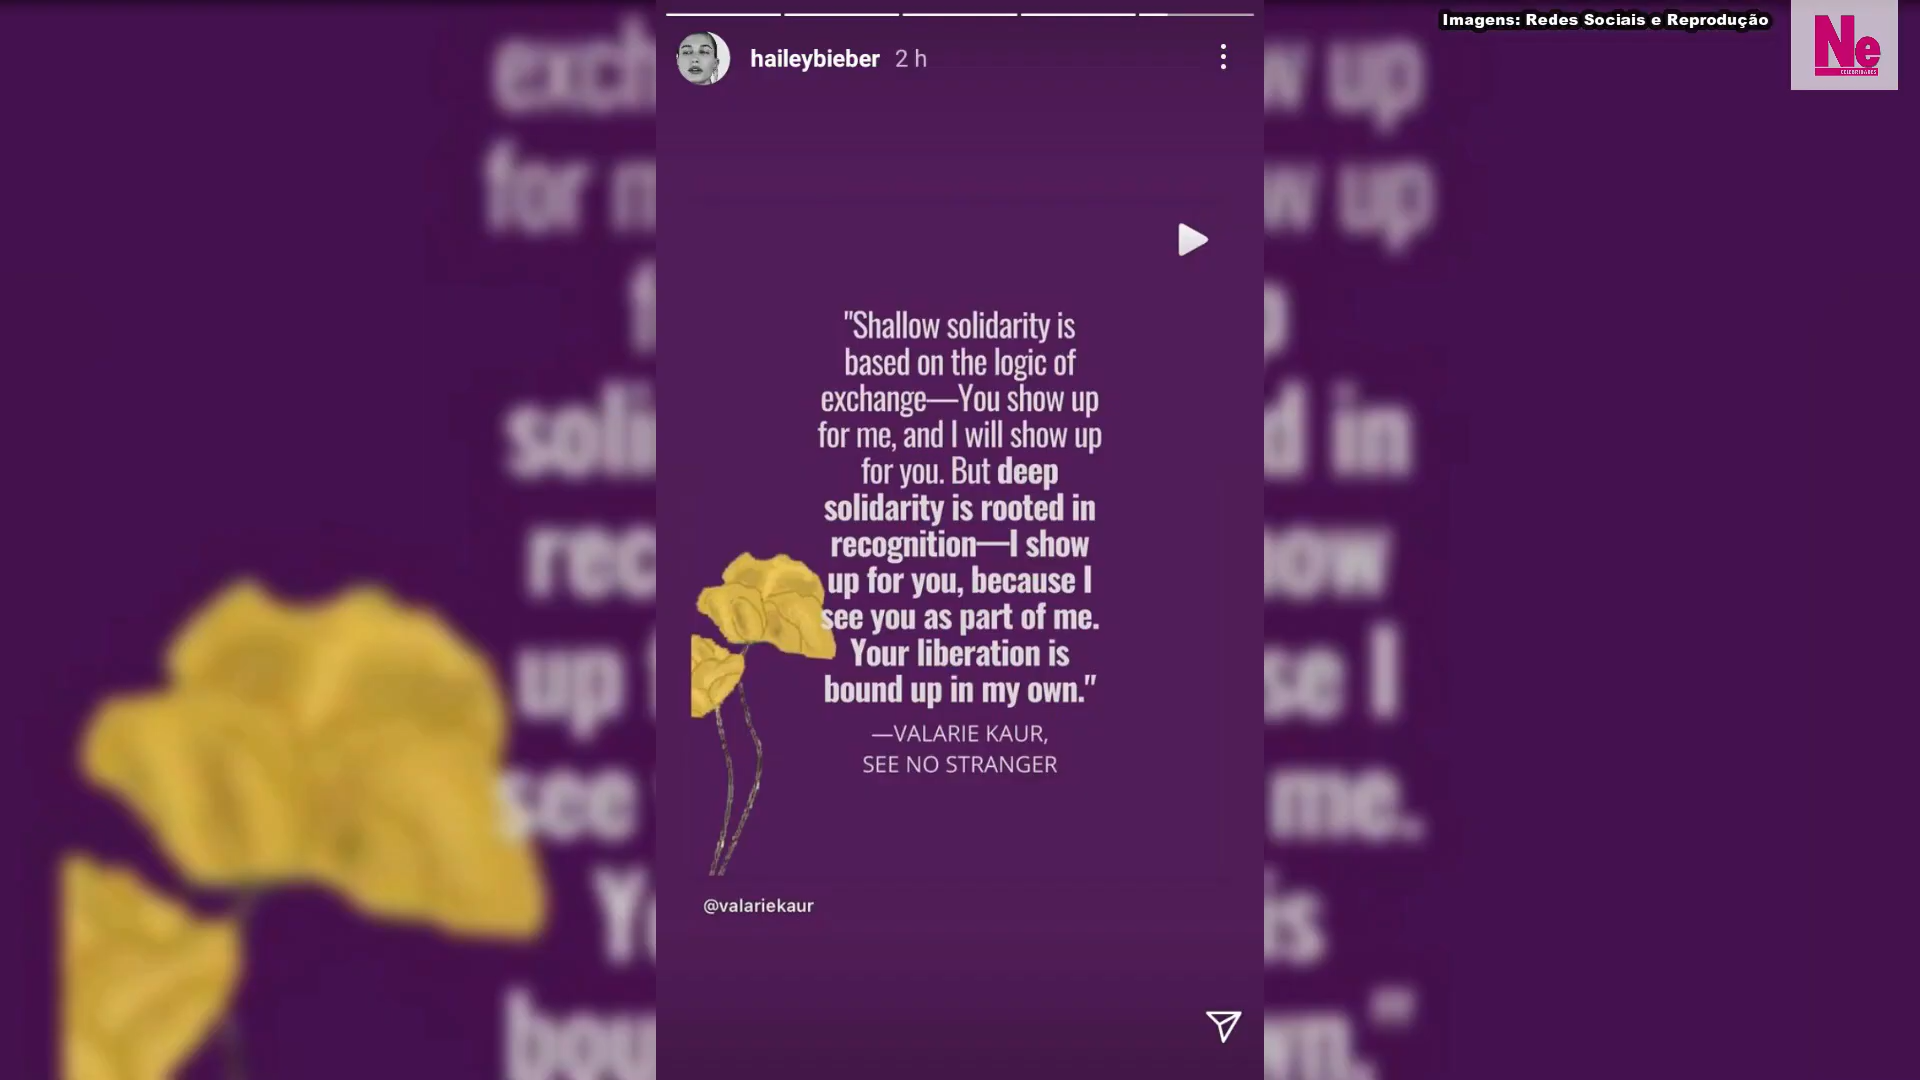 Imagens: Redes Sociais e Reprodução
Ne
CELEBRIDADES
haileybieber 2 h
"Shallow solidarity is
based on the logic of
exchange—You show up
for me, and I will show up
for you. But deep
solidarity is rooted in
recognition—I show
up for you, because I
see you as part of me.
Your liberation is
bound up in my own."
—VALARIE KAUR,
SEE NO STRANGER
@valariekaur